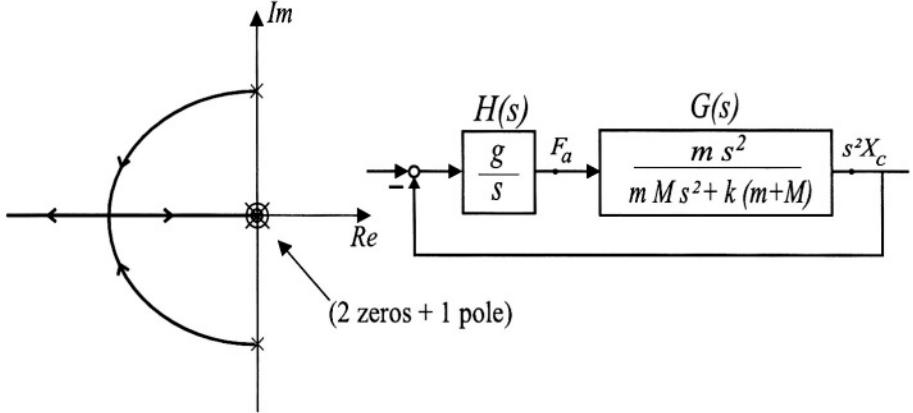 Im
Re
(2 zeros + 1 pole)
H(s)
g
s
F_a
G(s)
m s²
m M s² + k (m+M)
s²X_c
−